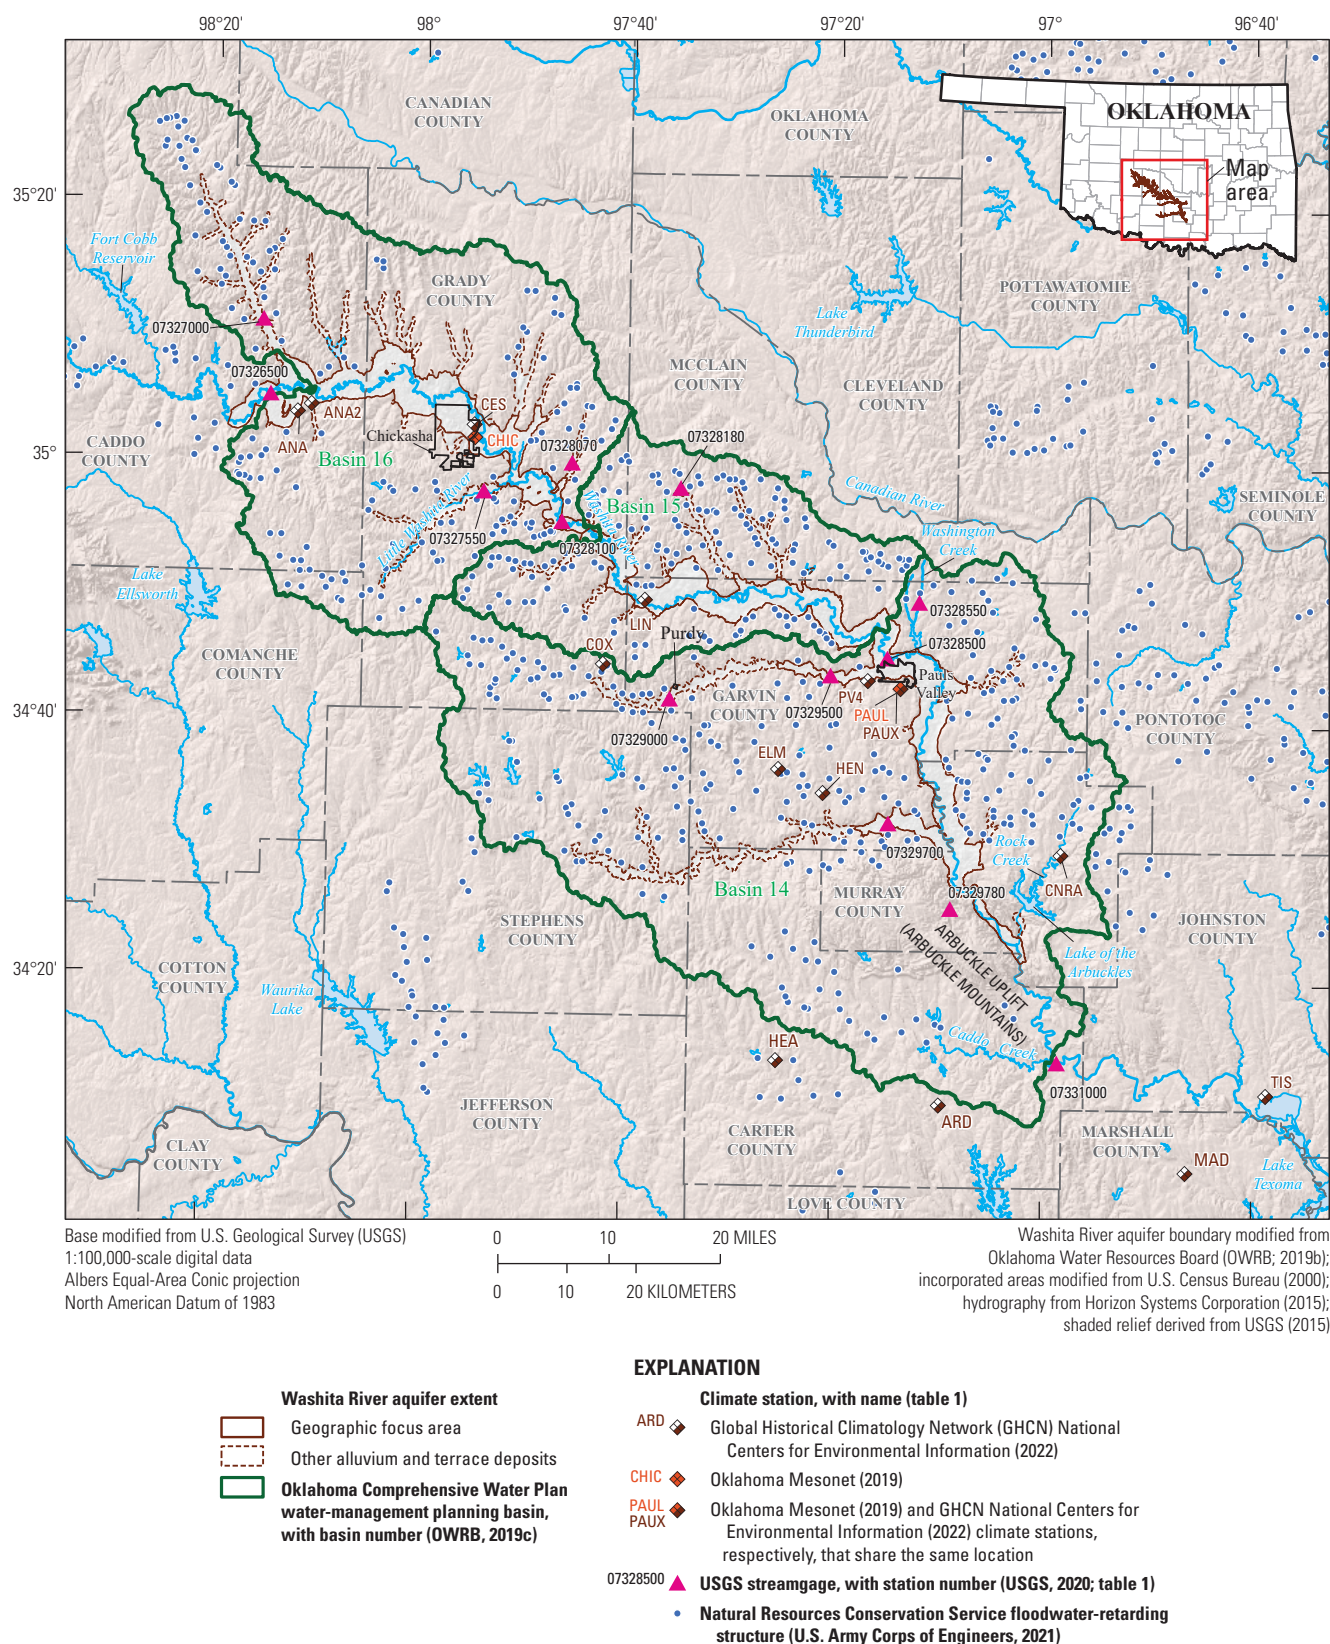 98°20'
98°
97°40'
97°20'
97°
96°40'
35°20'
35°
34°40'
34°20'
CANADIAN
COUNTY
OKLAHOMA
COUNTY
OKLAHOMA
Map
area
Fort Cobb
Reservoir
GRADY
COUNTY
POTTAWATOMIE
COUNTY
Lake
Thunderbird
07327000
07326500
MCCLAIN
COUNTY
CLEVELAND
COUNTY
ANA2
ANA
CES
CHIC
Chickasha
CADDO
COUNTY
Basin 16
07328070
07328180
Canadian River
SEMINOLE
COUNTY
Little Washita River
Washita River
Basin 15
07327550
07328100
Washington
Creek
Lake
Ellsworth
07328550
LIN
Purdy
07328500
COMANCHE
COUNTY
COX
Pauls
Valley
GARVIN
COUNTY
PV4
07329500
PAUL
PAUX
PONTOTOC
COUNTY
07329000
ELM
HEN
Rock
Creek
07329700
CNRA
Basin 14
MURRAY
COUNTY
07329780
STEPHENS
COUNTY
JOHNSTON
COUNTY
ARBUCKLE UPLIFT
(ARBUCKLE MOUNTAINS)
Lake of the
Arbuckles
COTTON
COUNTY
Waurika
Lake
Caddo Creek
HEA
07331000
TIS
JEFFERSON
COUNTY
ARD
CARTER
COUNTY
MARSHALL
COUNTY
CLAY
COUNTY
MAD
Lake
Texoma
LOVE COUNTY
Base modified from U.S. Geological Survey (USGS)
1:100,000-scale digital data
Albers Equal-Area Conic projection
North American Datum of 1983
0 10 20 MILES
0 10 20 KILOMETERS
Washita River aquifer boundary modified from
Oklahoma Water Resources Board (OWRB; 2019b);
incorporated areas modified from U.S. Census Bureau (2000);
hydrography from Horizon Systems Corporation (2015);
shaded relief derived from USGS (2015)
EXPLANATION
Washita River aquifer extent
Geographic focus area
Other alluvium and terrace deposits
Oklahoma Comprehensive Water Plan
water-management planning basin,
with basin number (OWRB, 2019c)
Climate station, with name (table 1)
ARD Global Historical Climatology Network (GHCN) National
Centers for Environmental Information (2022)
CHIC Oklahoma Mesonet (2019)
PAUL Oklahoma Mesonet (2019) and GHCN National Centers for
PAUX Environmental Information (2022) climate stations,
respectively, that share the same location
07328500 USGS streamgage, with station number (USGS, 2020; table 1)
Natural Resources Conservation Service floodwater-retarding
structure (U.S. Army Corps of Engineers, 2021)